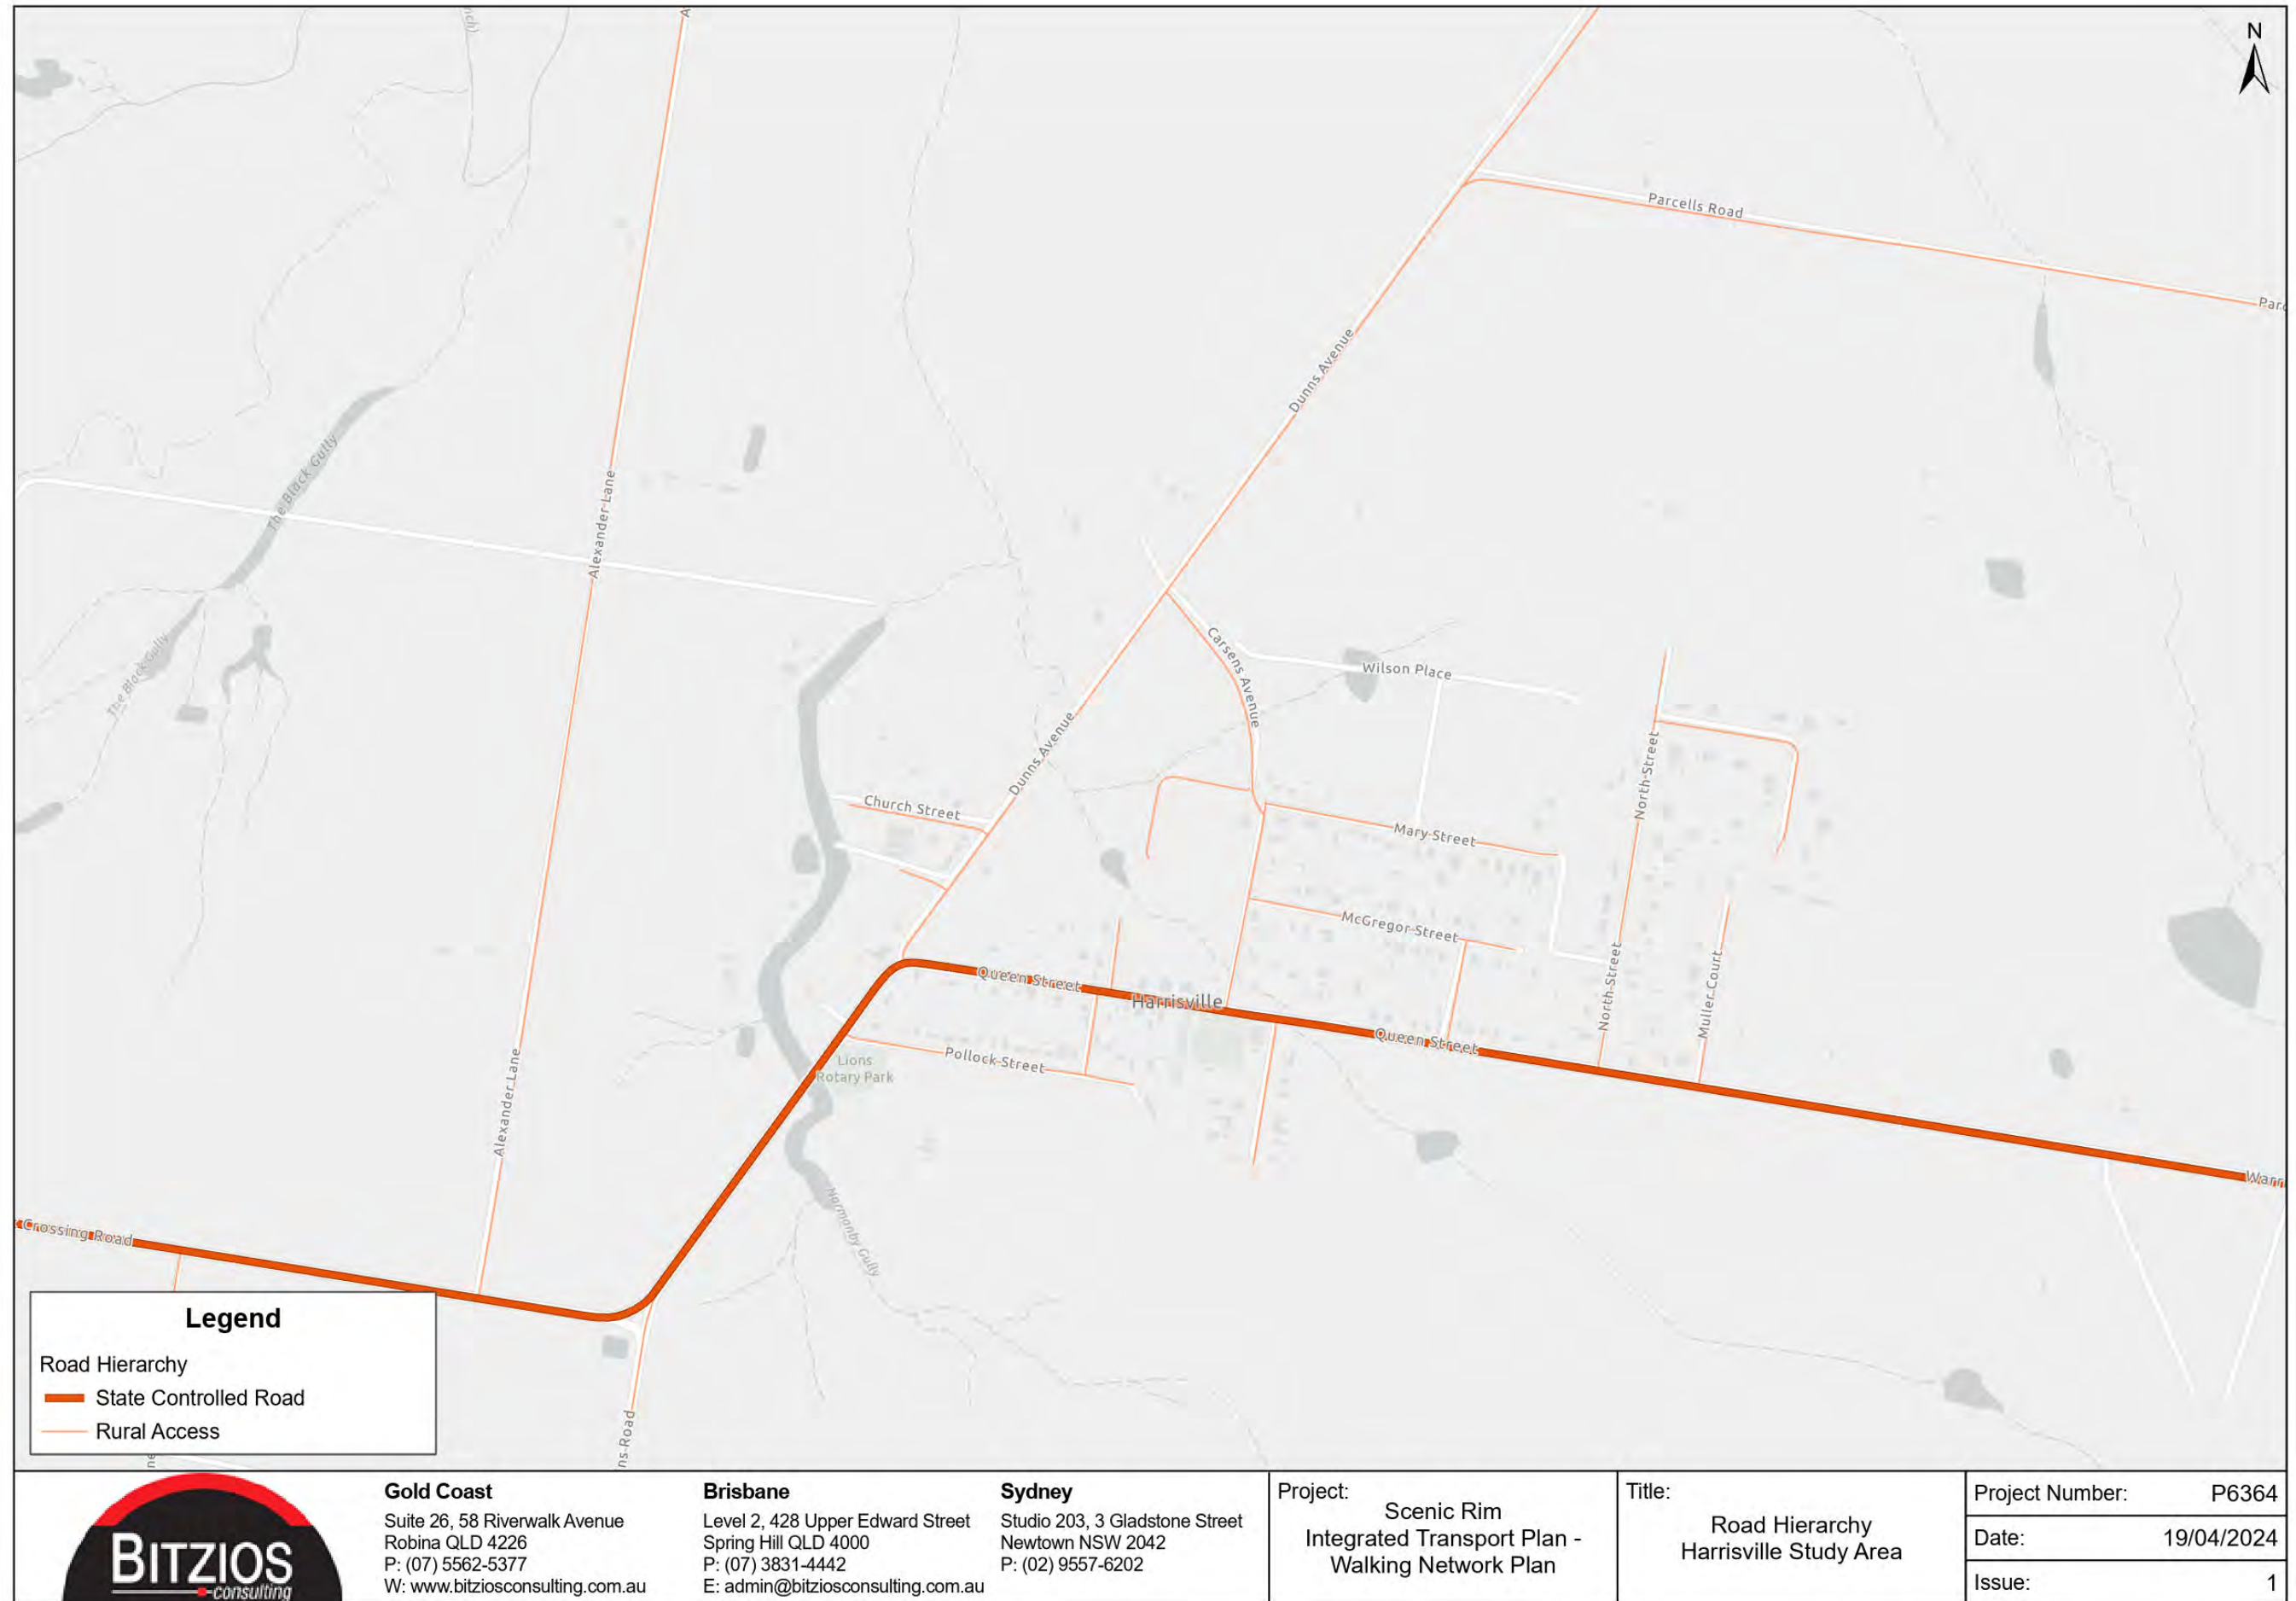 N
Parcells Road
Dunns Avenue
The Black Gully
Alexander Lane
Carsens Avenue
Wilson Place
The Black Gully
Dunns Avenue
North Street
Church Street
Mary Street
McGregor Street
Queen Street
Harrisville
North Street
Muller Court
Queen Street
Pollock Street
Lions
Rotary Park
Alexander Lane
Normanby Gully
Crossing Road
Legend
Road Hierarchy
State Controlled Road
Rural Access
BITZIOS
consulting
Gold Coast
Suite 26, 58 Riverwalk Avenue
Robina QLD 4226
P: (07) 5562-5377
W: www.bitziosconsulting.com.au
Brisbane
Level 2, 428 Upper Edward Street
Spring Hill QLD 4000
P: (07) 3831-4442
E: admin@bitziosconsulting.com.au
Sydney
Studio 203, 3 Gladstone Street
Newtown NSW 2042
P: (02) 9557-6202
Project:
Scenic Rim
Integrated Transport Plan -
Walking Network Plan
Title:
Road Hierarchy
Harrisville Study Area
Project Number: P6364
Date: 19/04/2024
Issue: 1